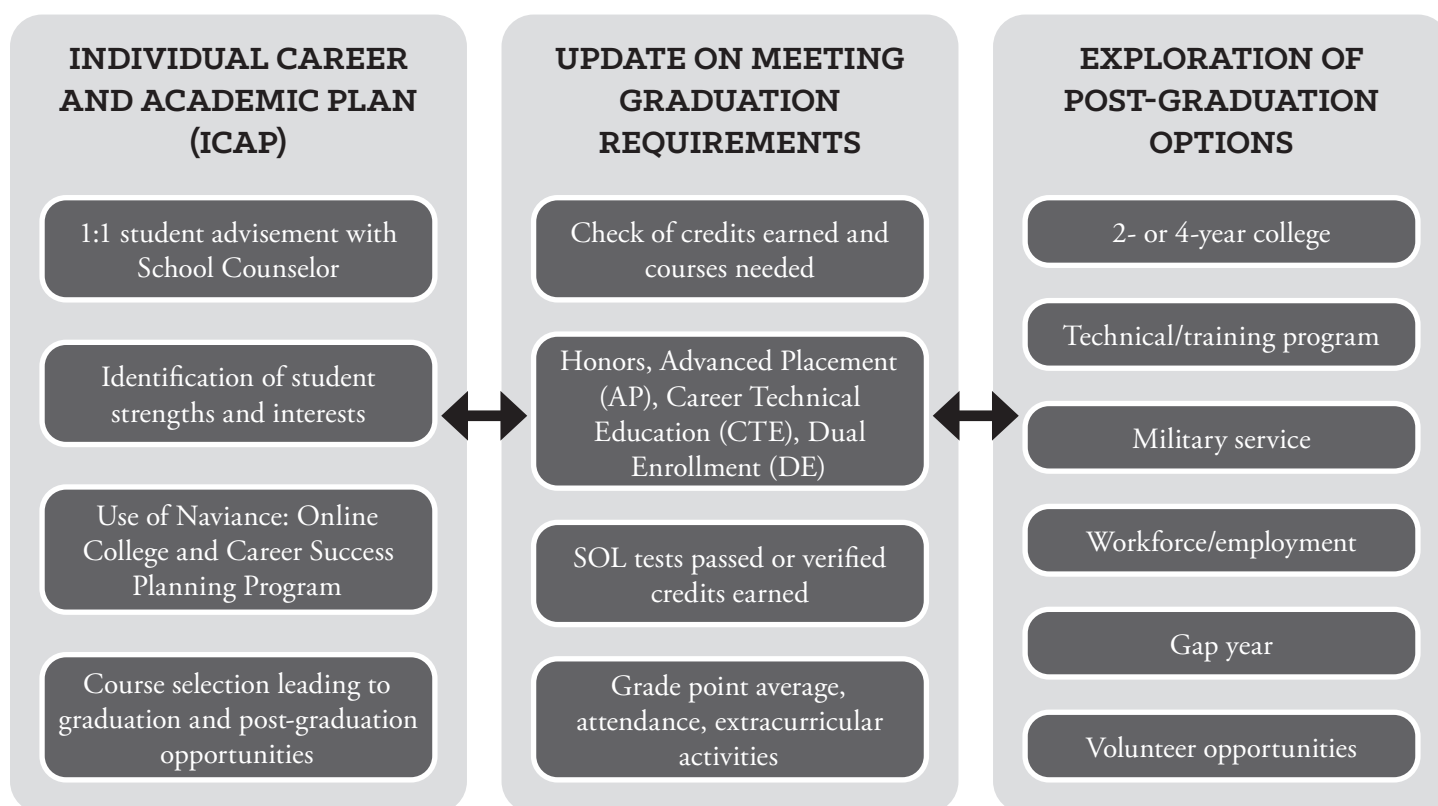 INDIVIDUAL CAREER
AND ACADEMIC PLAN
(ICAP)
1:1 student advisement with
School Counselor
Identification of student
strengths and interests
Use of Naviance: Online
College and Career Success
Planning Program
Course selection leading to
graduation and post-graduation
opportunities
UPDATE ON MEETING
GRADUATION
REQUIREMENTS
Check of credits earned and
courses needed
Honors, Advanced Placement
(AP), Career Technical
Education (CTE), Dual
Enrollment (DE)
SOL tests passed or verified
credits earned
Grade point average,
attendance, extracurricular
activities
EXPLORATION OF
POST-GRADUATION
OPTIONS
2- or 4-year college
Technical/training program
Military service
Workforce/employment
Gap year
Volunteer opportunities